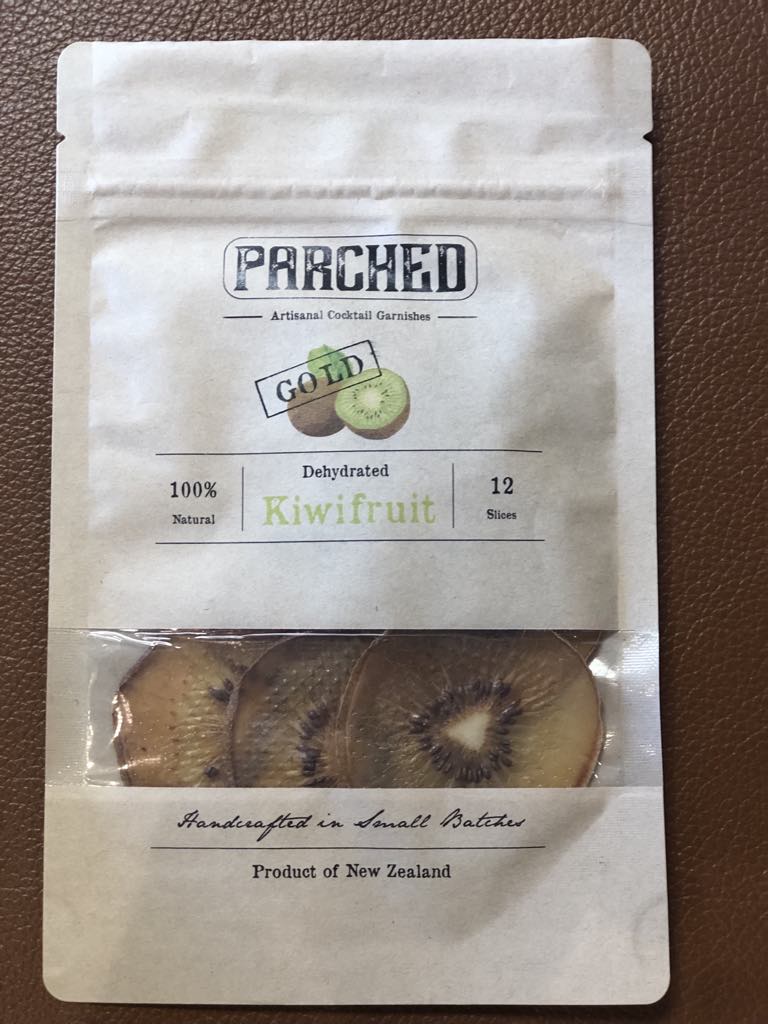 PARCHED
Artisanal Cocktail Garnishes
GOLD
100%
Natural
Dehydrated
Kiwifruit
12
Slices
Handcrafted in Small Batches
Product of New Zealand